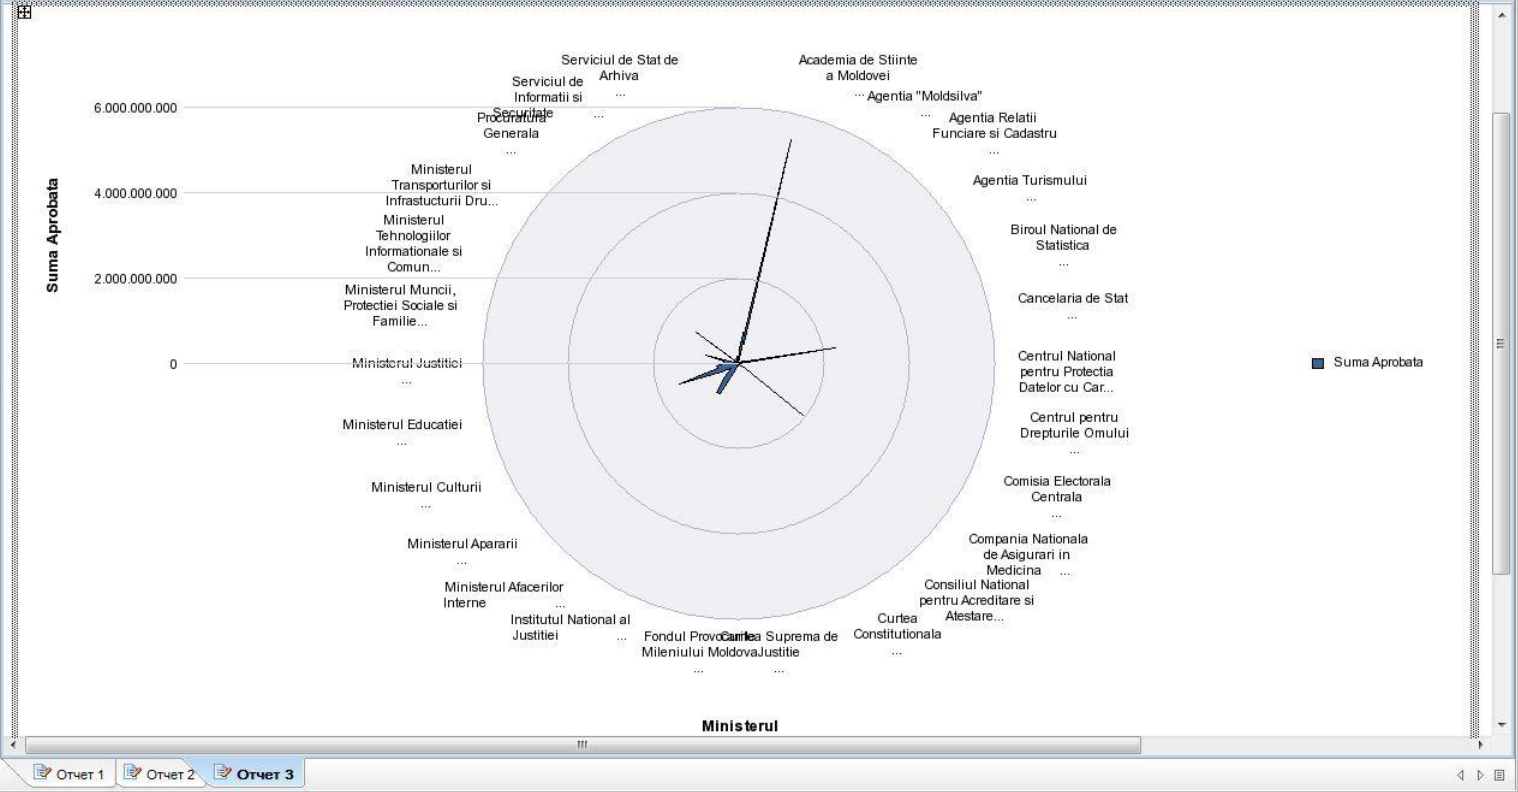 Serviciul de Stat de
Arhiva
...
Academia de Stiinte
a Moldovei
...
Serviciul de
Informatii si
Securitate
...
Agentia "Moldsilva"
...
6.000.000.000
Procuratura
Generala
...
Agentia Relatii
Funciare si Cadastru
...
Ministerul
Transporturilor si
Infrastucturii Dru...
Agentia Turismului
...
4.000.000.000
Suma Aprobata
Ministerul
Tehnologiilor
Informationale si
Comun...
Biroul National de
Statistica
...
2.000.000.000
Ministerul Muncii,
Protectiei Sociale si
Familie...
Cancelaria de Stat
...
0
Ministerul Justitiei
...
Centrul National
pentru Protectia
Datelor cu Car...
Suma Aprobata
Ministerul Educatiei
...
Centrul pentru
Drepturile Omului
...
Ministerul Culturii
...
Comisia Electorala
Centrala
...
Ministerul Apararii
...
Compania Nationala
de Asigurari in
Medicina ...
Ministerul Afacerilor
Interne ...
Consiliul National
pentru Acreditare si
Atestare...
Institutul National al
Justitiei ...
Curtea
Constitutionala
...
Fondul Provocarile
Mileniului Moldova
...
Curtea Suprema de
Justitie
...
Ministerul
Отчет 1
Отчет 2
Отчет 3